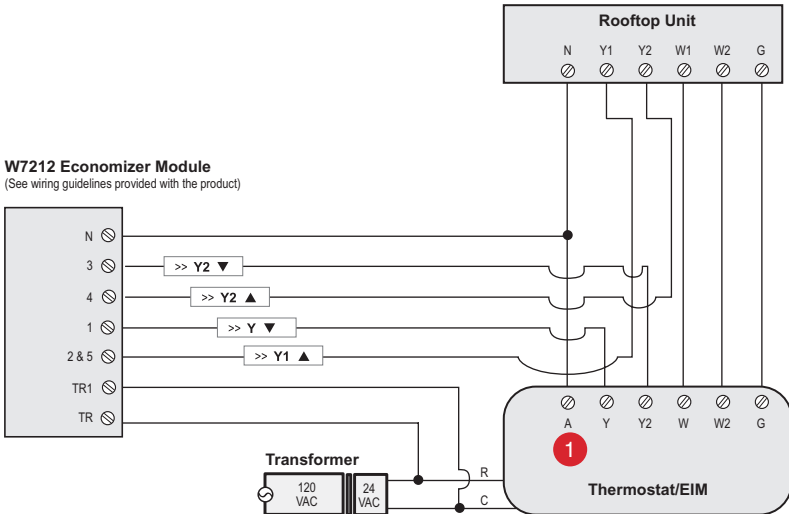 Rooftop Unit
N Y1 Y2 W1 W2 G
W7212 Economizer Module
(See wiring guidelines provided with the product)
N
3 >> Y2 ▼
4 >> Y2 ▲
1 >> Y ▼
2 & 5 >> Y1 ▲
TR1
TR
A Y Y2 W W2 G
1
Transformer
120 VAC
24 VAC
R
C
Thermostat/EIM